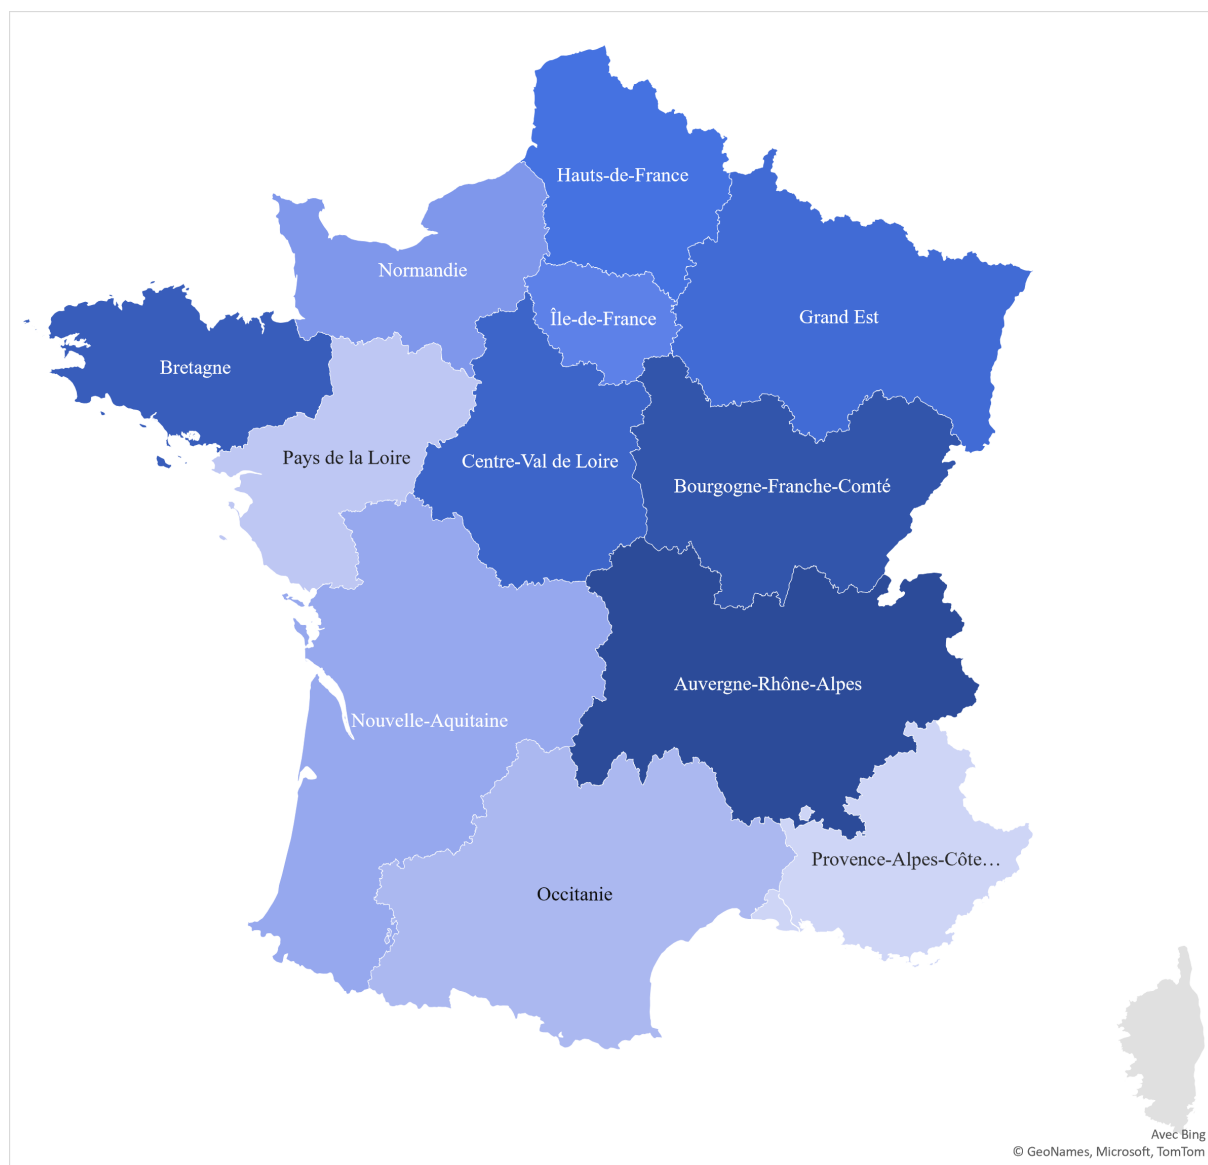 Hauts-de-France
Normandie
Île-de-France
Grand Est
Bretagne
Pays de la Loire
Centre-Val de Loire
Bourgogne-Franche-Comté
Auvergne-Rhône-Alpes
Nouvelle-Aquitaine
Provence-Alpes-Côte…
Occitanie
Avec Bing
© GeoNames, Microsoft, TomTom